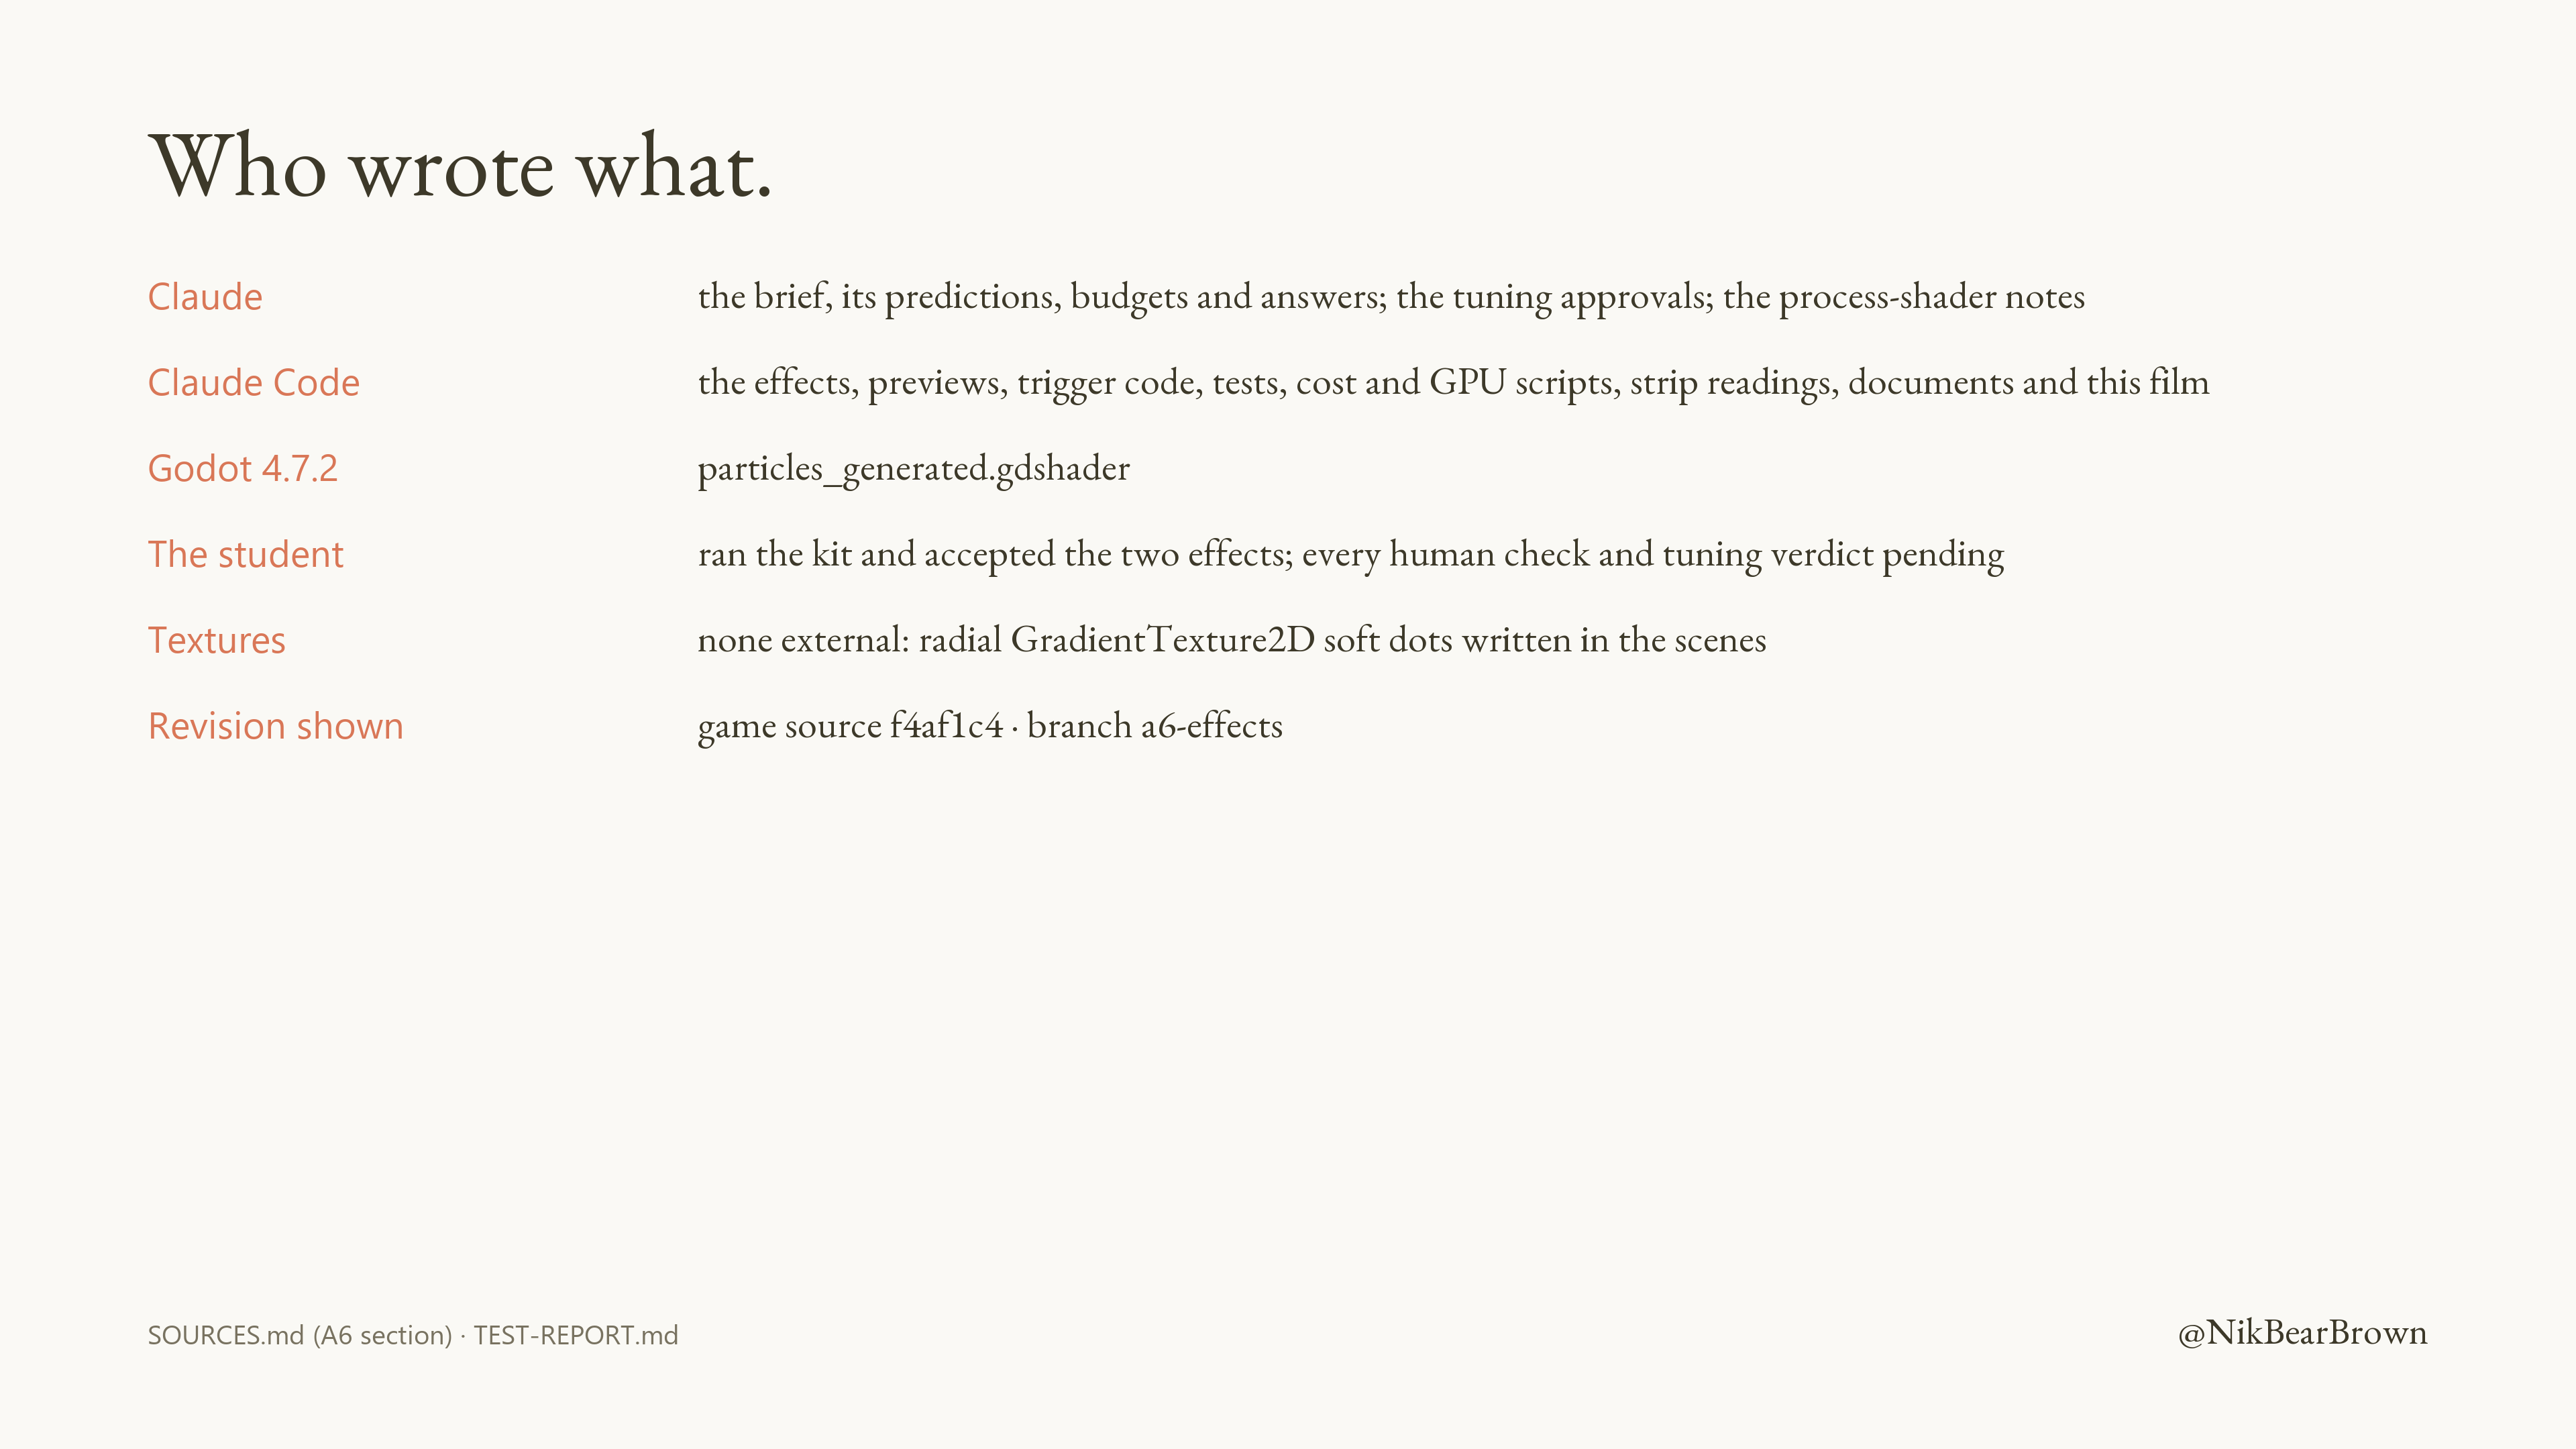 Who wrote what.
Claude the brief, its predictions, budgets and answers; the tuning approvals; the process-shader notes
Claude Code the effects, previews, trigger code, tests, cost and GPU scripts, strip readings, documents and this film
Godot 4.7.2 particles_generated.gdshader
The student ran the kit and accepted the two effects; every human check and tuning verdict pending
Textures none external: radial GradientTexture2D soft dots written in the scenes
Revision shown game source f4af1c4 · branch a6-effects
SOURCES.md (A6 section) · TEST-REPORT.md @NikBearBrown